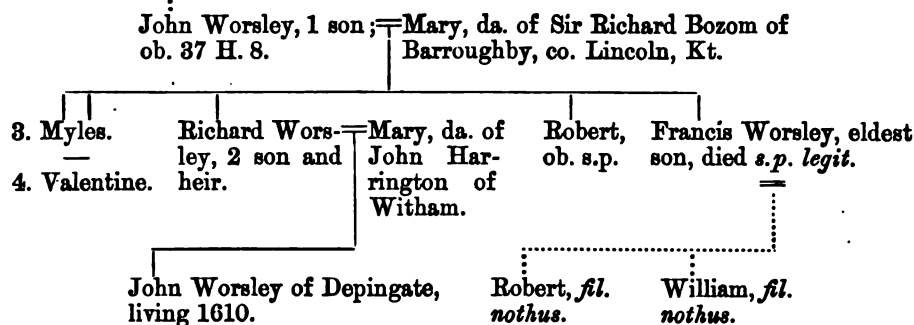 John Worsley, 1 son; Mary, da. of Sir Richard Bozom of
ob. 37 H. 8. Barroughby, co. Lincoln, Kt.
3. Myles.
4. Valentine.
Richard Wors-
ley, 2 son and
heir.
Mary, da. of
John Har-
rington of
Witham.
Robert,
ob. s.p.
Francis Worsley, eldest
son, died s.p. legit.
John Worsley of Depingate,
living 1610.
Robert, fil.
nothus.
William, fil.
nothus.